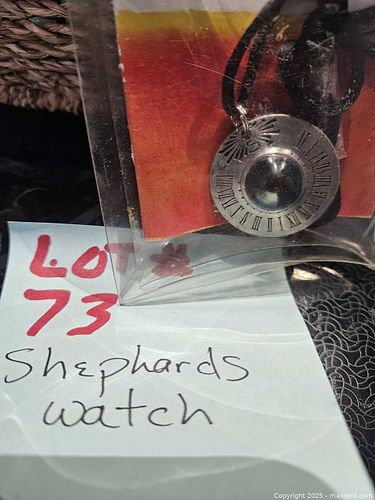 LOT #
73
Shephards
watch
Copyright 2025 - maxsold.com